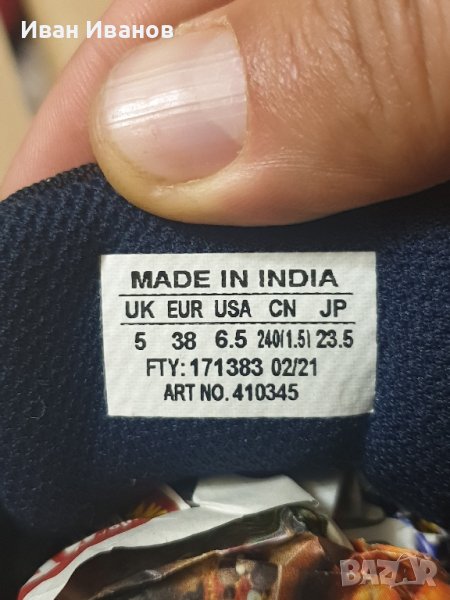 Иван Иванов
MADE IN INDIA
UK EUR USA CN JP
5 38 6.5 240(1.5) 23.5
FTY: 171383 02/21
ART NO. 410345
BAZAR